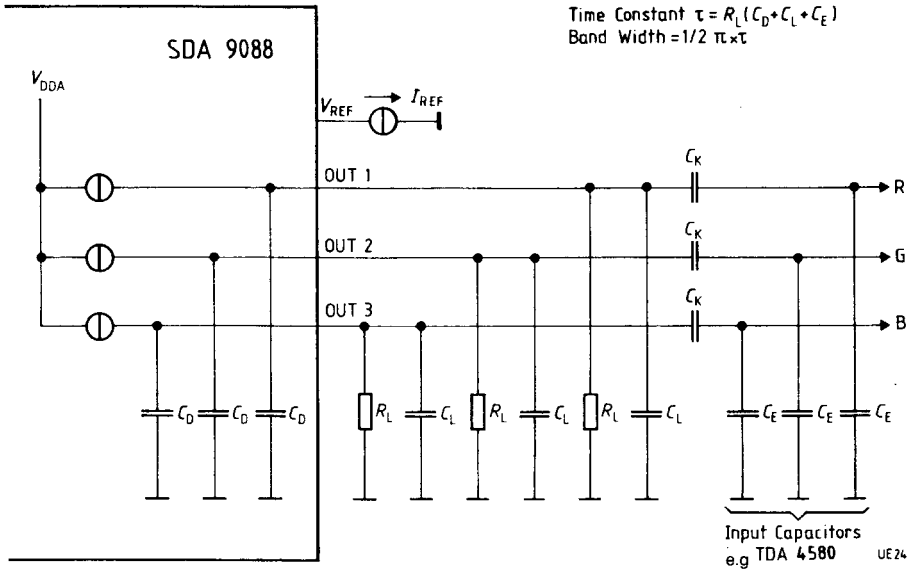 Time Constant τ = R_L(C_D+C_L+C_E)
Band Width = 1/2 π×τ
SDA 9088
V_DDA
V_REF
I_REF
OUT 1
C_K
R
OUT 2
C_K
G
OUT 3
C_K
B
C_D
C_D
C_D
R_L
C_L
R_L
C_L
R_L
C_L
C_E
C_E
C_E
Input Capacitors
e.g TDA 4580
UE24